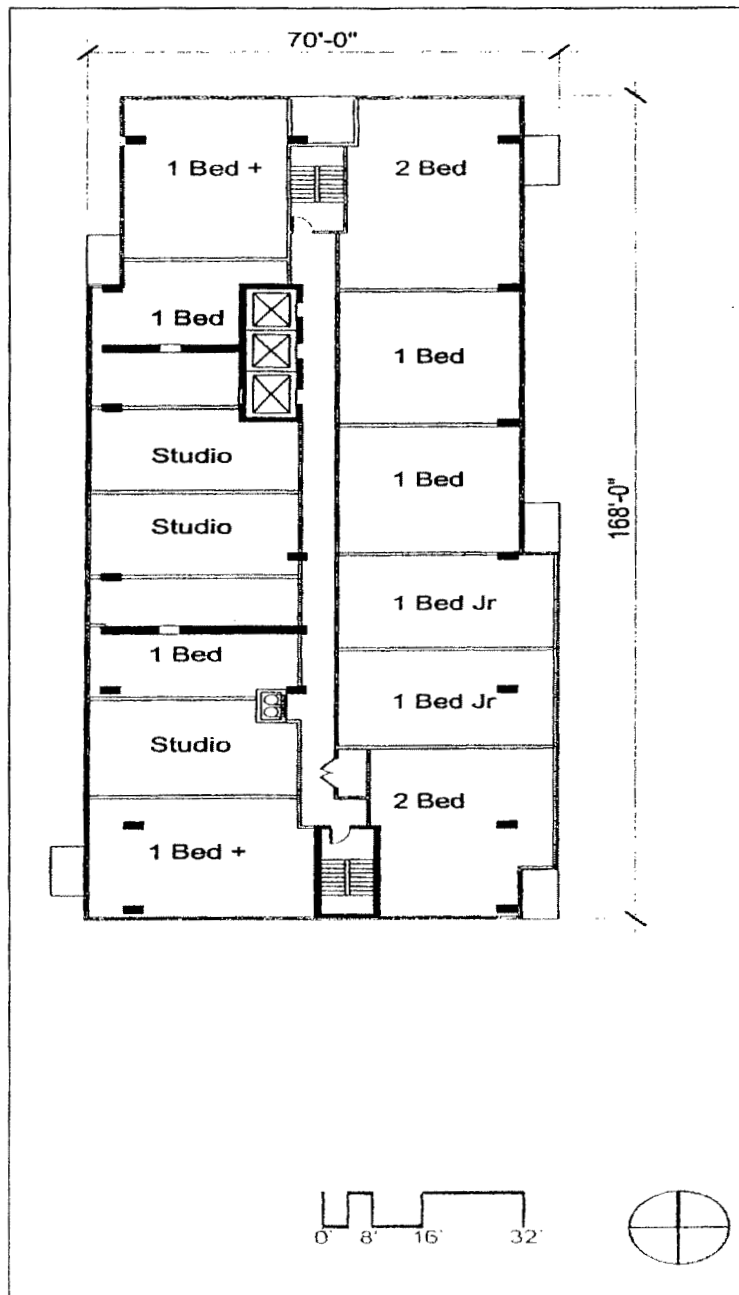 70'-0"
1 Bed +
2 Bed
1 Bed
1 Bed
Studio
1 Bed
168'-0"
Studio
1 Bed Jr
1 Bed
1 Bed Jr
Studio
2 Bed
1 Bed +
0' 8' 16' 32'